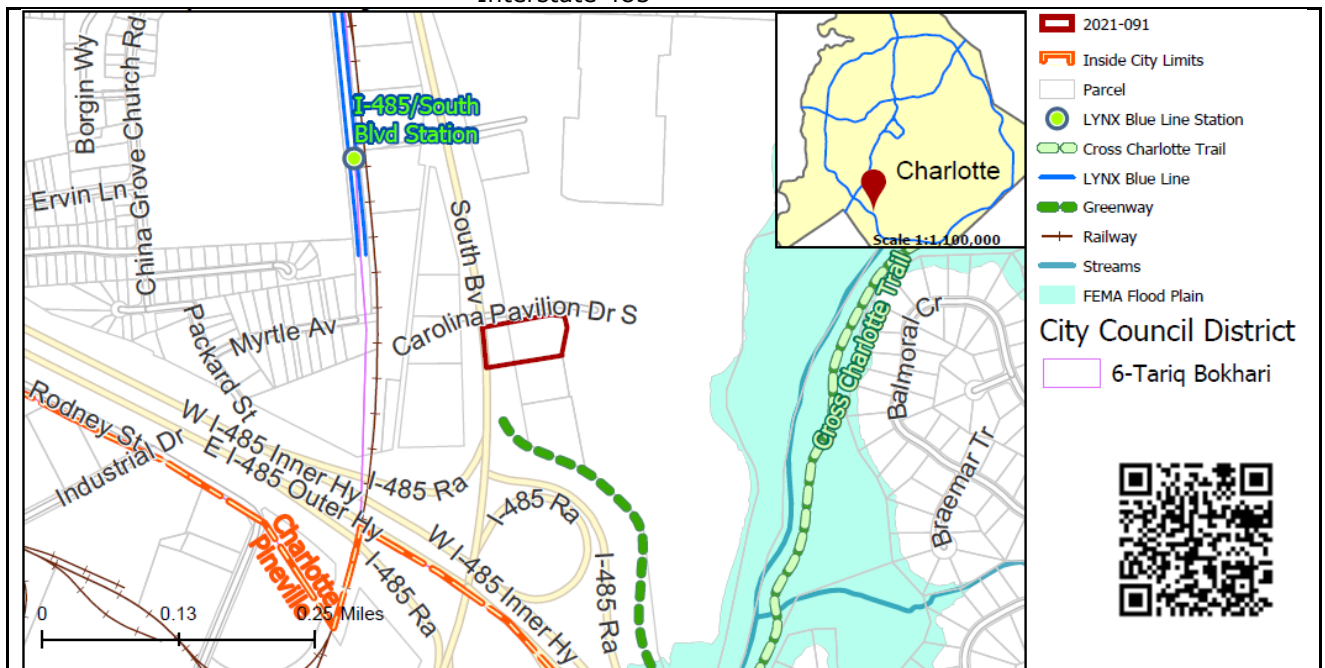 Interstate 485
Borgin Wy
China Grove Church Rd
Ervin Ln
I-485/South
Blvd Station
South Bv
Carolina Pavilion Dr S
Myrtle Av
Packard St
Rodney St
Industrial Dr
W I-485 Inner Hy
E I-485 Outer Hy
I-485 Ra
I-485 Ra
I-485 Ra
I-485 Ra
W I-485 Inner Hy
Charlotte
Pineville
Cross Charlotte Trail
Balmoral Cr
Braemar Tr
0
0.13
0.25 Miles
Charlotte
Scale 1:1,100,000
2021-091
Inside City Limits
Parcel
LYNX Blue Line Station
Cross Charlotte Trail
LYNX Blue Line
Greenway
Railway
Streams
FEMA Flood Plain
City Council District
6-Tariq Bokhari